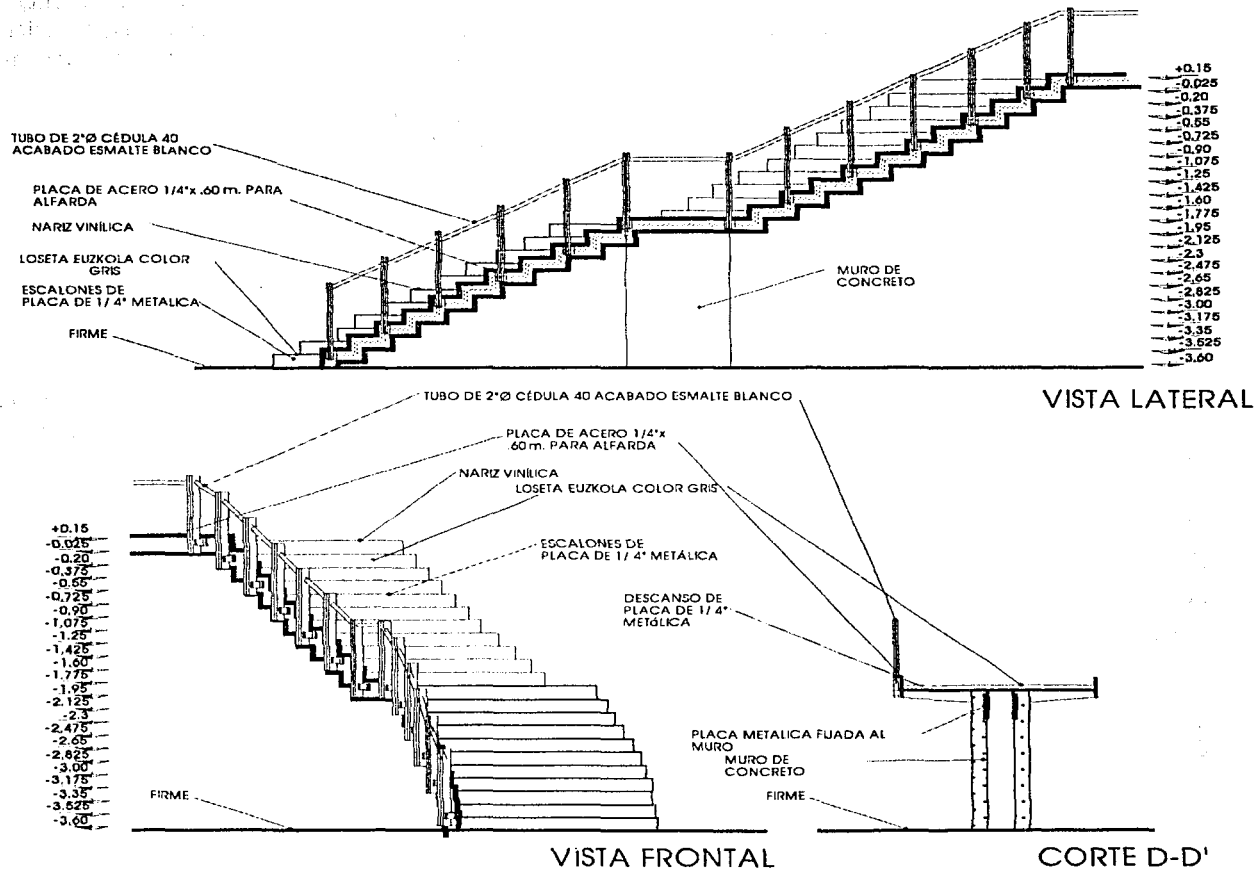 TUBO DE 2"Ø CÉDULA 40
ACABADO ESMALTE BLANCO
PLACA DE ACERO 1/4"x .60 m. PARA
ALFARDA
NARIZ VINÍLICA
LOSETA EUZKOLA COLOR
GRIS
ESCALONES DE
PLACA DE 1/ 4" METALICA
FIRME
MURO DE
CONCRETO
+0.15
-0.025
-0.20
-0.375
-0.55
-0.725
-0.90
-1.075
-1.25
-1.425
-1.60
-1.775
-1.95
-2.125
-2.3
-2.475
-2.65
-2.825
-3.00
-3.175
-3.35
-3.525
-3.60
VISTA LATERAL
TUBO DE 2"Ø CÉDULA 40 ACABADO ESMALTE BLANCO
PLACA DE ACERO 1/4"x
.60 m. PARA ALFARDA
NARIZ VINÍLICA
LOSETA EUZKOLA COLOR GRIS
ESCALONES DE
PLACA DE 1/ 4" METÁLICA
+0.15
-0.025
-0.20
-0.375
-0.55
-0.725
-0.90
-1.075
-1.25
-1.425
-1.60
-1.775
-1.95
-2.125
-2.3
-2.475
-2.65
-2.825
-3.00
-3.175
-3.35
-3.525
-3.60
FIRME
VISTA FRONTAL
DESCANSO DE
PLACA DE 1/ 4"
METÁLICA
PLACA METALICA FIJADA AL
MURO
MURO DE
CONCRETO
FIRME
CORTE D-D'